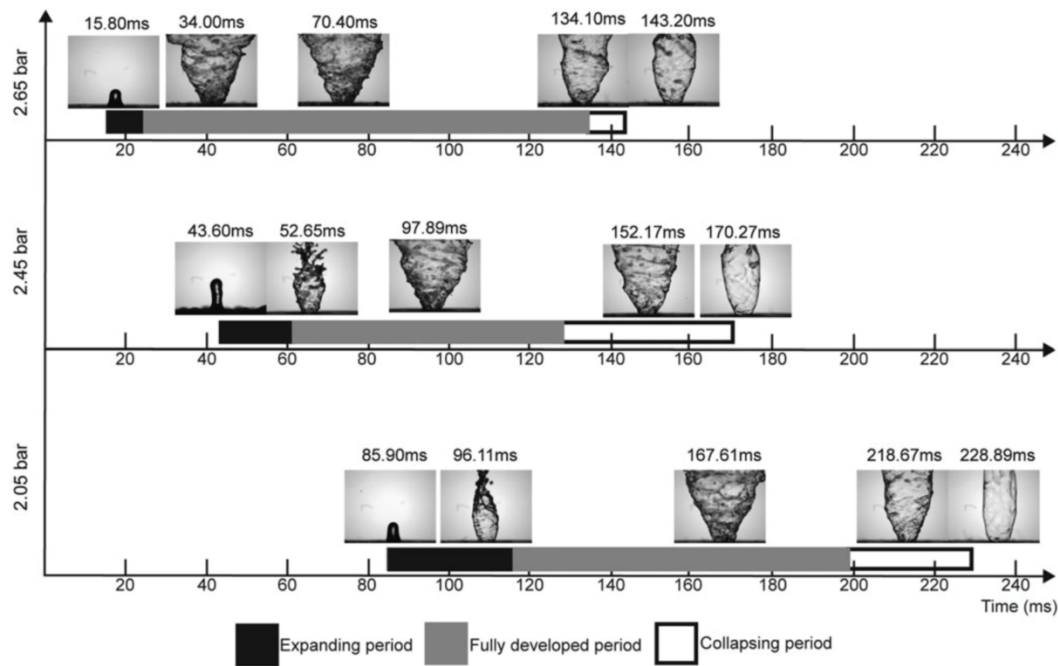 15.80ms 34.00ms 70.40ms 134.10ms 143.20ms
2.65 bar
20 40 60 80 100 120 140 160 180 200 220 240
43.60ms 52.65ms 97.89ms 152.17ms 170.27ms
2.45 bar
20 40 60 80 100 120 140 160 180 200 220 240
85.90ms 96.11ms 167.61ms 218.67ms 228.89ms
2.05 bar
20 40 60 80 100 120 140 160 180 200 220 240
Time (ms)
Expanding period Fully developed period Collapsing period